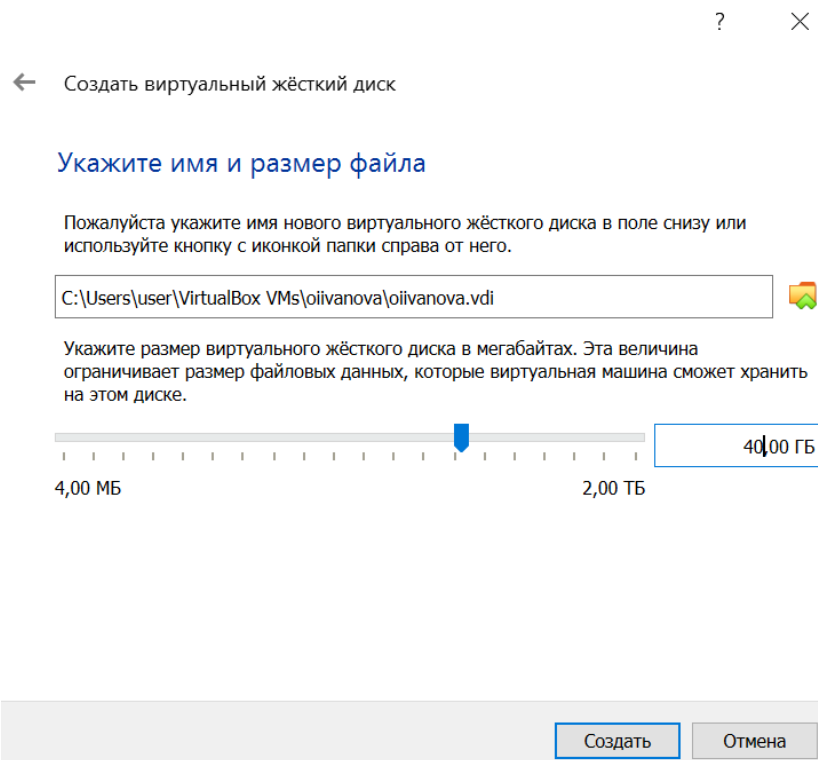 ?
Создать виртуальный жёсткий диск
Укажите имя и размер файла
Пожалуйста укажите имя нового виртуального жёсткого диска в поле снизу или
используйте кнопку с иконкой папки справа от него.
C:\Users\user\VirtualBox VMs\oiivanova\oiivanova.vdi
Укажите размер виртуального жёсткого диска в мегабайтах. Эта величина
ограничивает размер файловых данных, которые виртуальная машина сможет хранить
на этом диске.
40,00 ГБ
4,00 МБ 2,00 ТБ
Создать Отмена